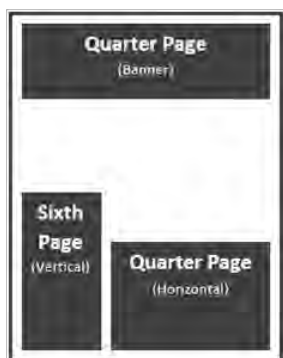 Quarter Page
(Banner)
Sixth
Page
(Vertical)
Quarter Page
(Horizontal)